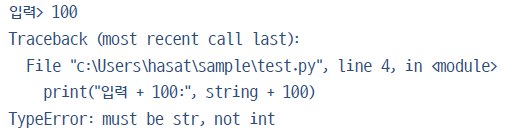 입력> 100
Traceback (most recent call last):
  File "c:\Users\hasat\sample\test.py", line 4, in <module>
    print("입력 + 100:", string + 100)
TypeError: must be str, not int